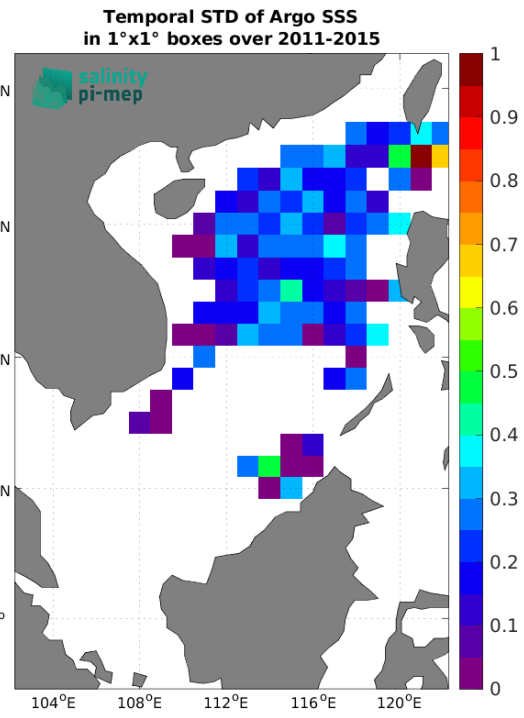 Temporal STD of Argo SSS
in 1°x1° boxes over 2011-2015
salinity
pi-mep
N
N
N
N
o
104°E 108°E 112°E 116°E 120°E
1
0.9
0.8
0.7
0.6
0.5
0.4
0.3
0.2
0.1
0